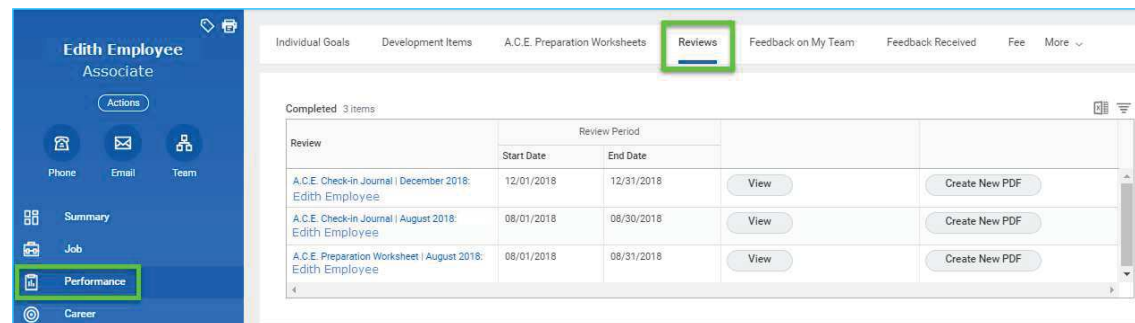 Edith Employee
Associate
Actions
Phone Email Team
Summary
Job
Performance
Career
Individual Goals Development Items A.C.E. Preparation Worksheets Reviews Feedback on My Team Feedback Received Fee More
Completed 3 items
Review Review Period
Start Date End Date
A.C.E. Check-in Journal | December 2018: 12/01/2018 12/31/2018 View Create New PDF
Edith Employee
A.C.E. Check-in Journal | August 2018: 08/01/2018 08/30/2018 View Create New PDF
Edith Employee
A.C.E. Preparation Worksheet | August 2018: 08/01/2018 08/31/2018 View Create New PDF
Edith Employee